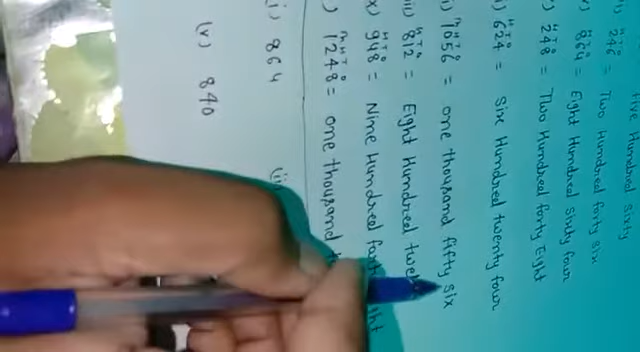 Five Hundred Sixty
246 = Two Hundred forty six
864 = Eight Hundred Sixty four
248 = Two Hundred forty Eight
624 = Six Hundred twenty four
1056 = one thousand fifty six
812 = Eight Hundred
948 = Nine Hundred
1248 = one thousand
864
(v) 840